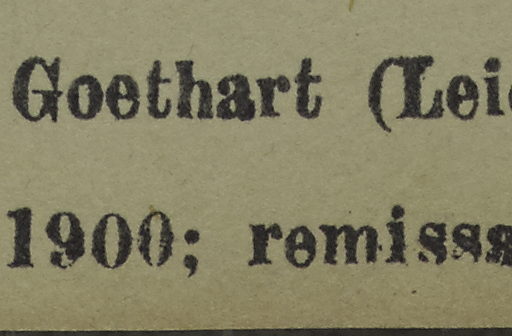 Goethart (Lei
1900; remiss